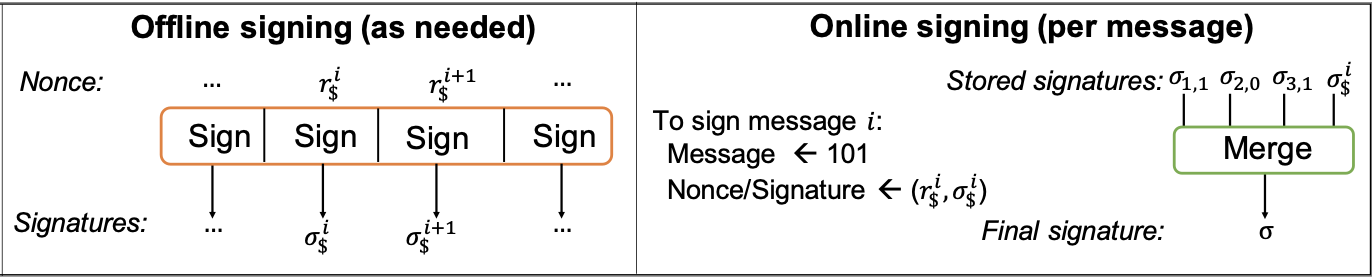 Offline signing (as needed)
Nonce: ... r$^i r$^{i+1} ...
Sign Sign Sign Sign
Signatures: ... σ$^i σ$^{i+1} ...
Online signing (per message)
Stored signatures: σ1,1 σ2,0 σ3,1 σ$^i
To sign message i:
Message ← 101
Nonce/Signature ← (r$^i, σ$^i)
Merge
Final signature: σ